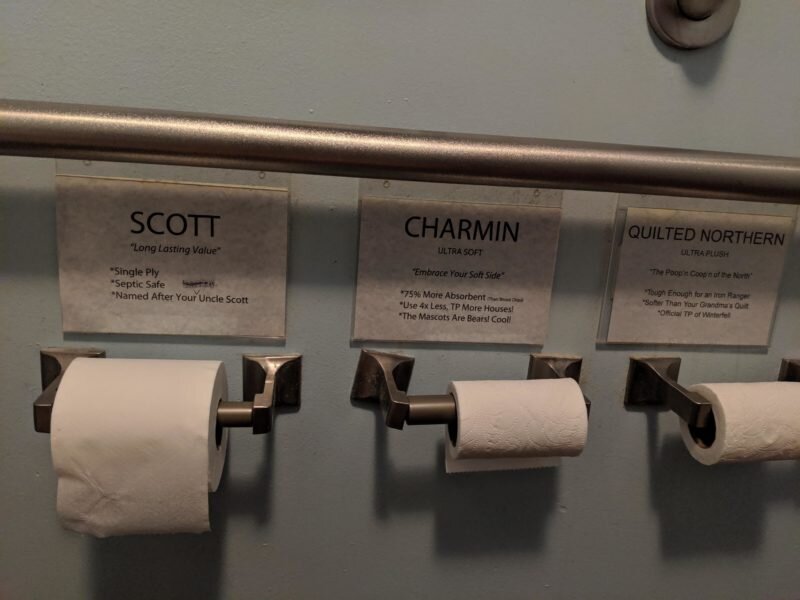 SCOTT
"Long Lasting Value"
*Single Ply
*Septic Safe
*Named After Your Uncle Scott
CHARMIN
ULTRA SOFT
"Embrace Your Soft Side"
*75% More Absorbent
*Use 4x Less, TP More Houses!
*The Mascots Are Bears! Cool!
QUILTED NORTHERN
ULTRA PLUSH
"The Poop'n Coop'n of the North"
*Tough Enough for an Iron Ranger
*Softer Than Your Grandma's Quilt
*Official TP of Winterfell